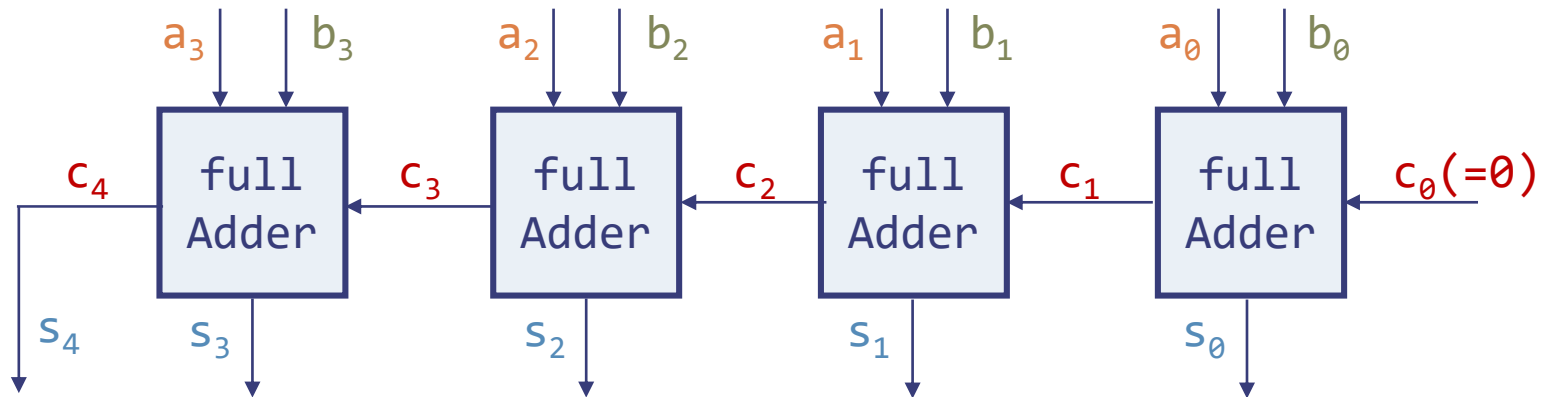 a₃ b₃ a₂ b₂ a₁ b₁ a₀ b₀
c₄ full Adder c₃ full Adder c₂ full Adder c₁ full Adder c₀(=0)
s₄ s₃ s₂ s₁ s₀